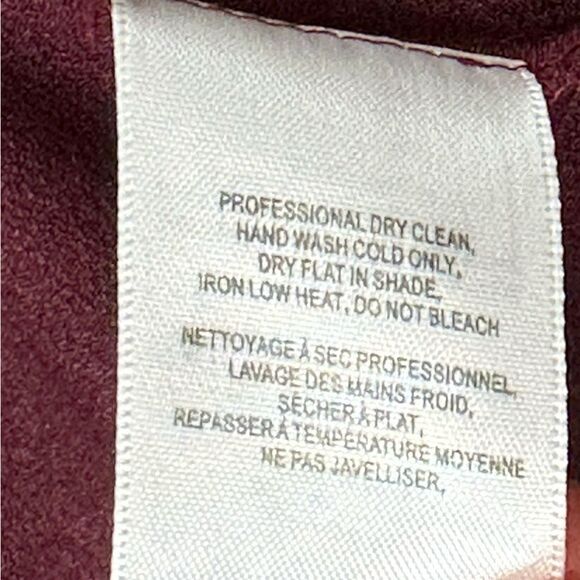 PROFESSIONAL DRY CLEAN,
HAND WASH COLD ONLY,
DRY FLAT IN SHADE,
IRON LOW HEAT, DO NOT BLEACH
NETTOYAGE À SEC PROFESSIONNEL,
LAVAGE DES MAINS FROID,
SÉCHER À PLAT,
REPASSER À TEMPÉRATURE MOYENNE
NE PAS JAVELLISER,